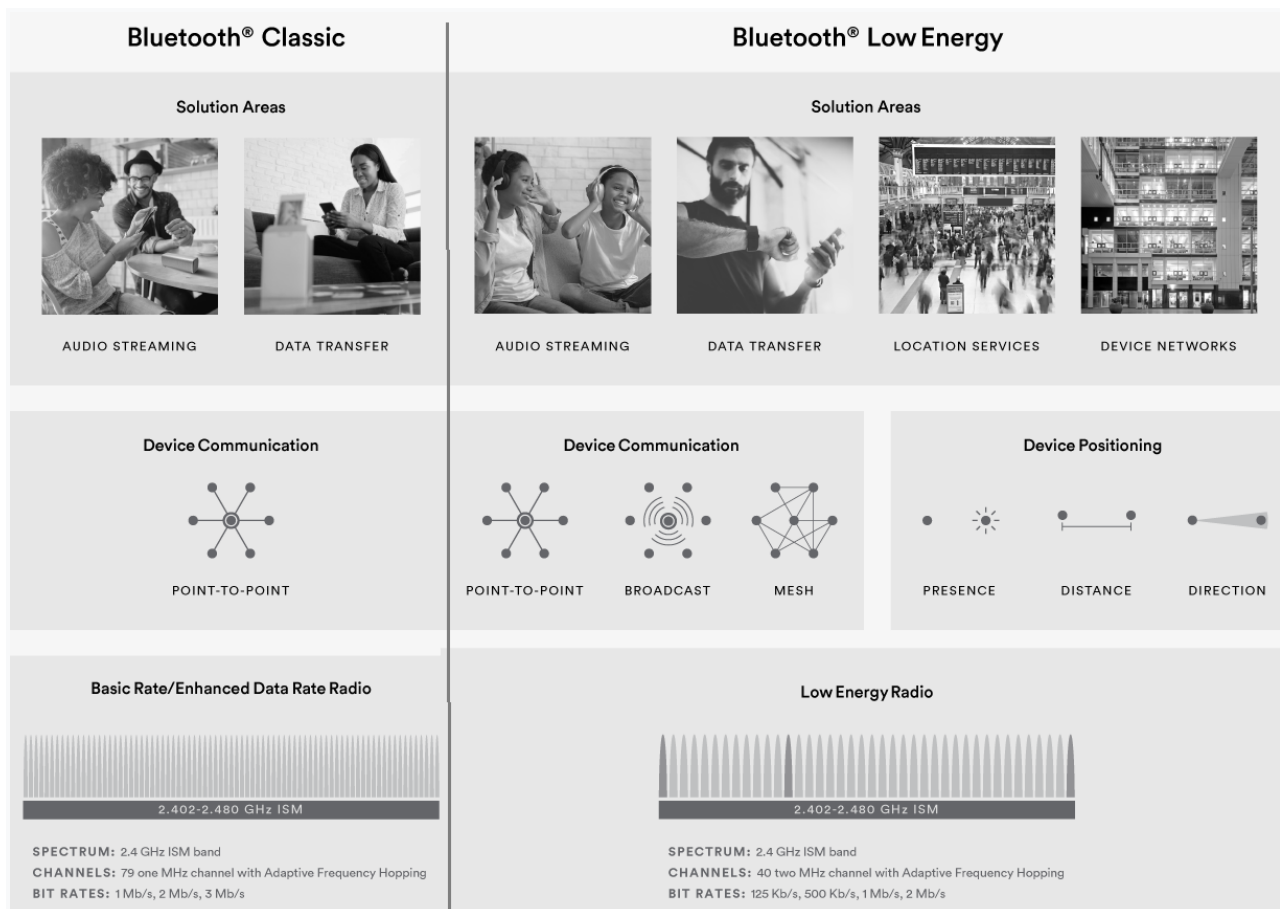 Bluetooth® Classic
Bluetooth® Low Energy
Solution Areas
AUDIO STREAMING
DATA TRANSFER
Solution Areas
AUDIO STREAMING
DATA TRANSFER
LOCATION SERVICES
DEVICE NETWORKS
Device Communication
POINT-TO-POINT
Device Communication
POINT-TO-POINT
BROADCAST
MESH
Device Positioning
PRESENCE
DISTANCE
DIRECTION
Basic Rate/Enhanced Data Rate Radio
2.402-2.480 GHz ISM
SPECTRUM: 2.4 GHz ISM band
CHANNELS: 79 one MHz channel with Adaptive Frequency Hopping
BIT RATES: 1 Mb/s, 2 Mb/s, 3 Mb/s
Low Energy Radio
2.402-2.480 GHz ISM
SPECTRUM: 2.4 GHz ISM band
CHANNELS: 40 two MHz channel with Adaptive Frequency Hopping
BIT RATES: 125 Kb/s, 500 Kb/s, 1 Mb/s, 2 Mb/s